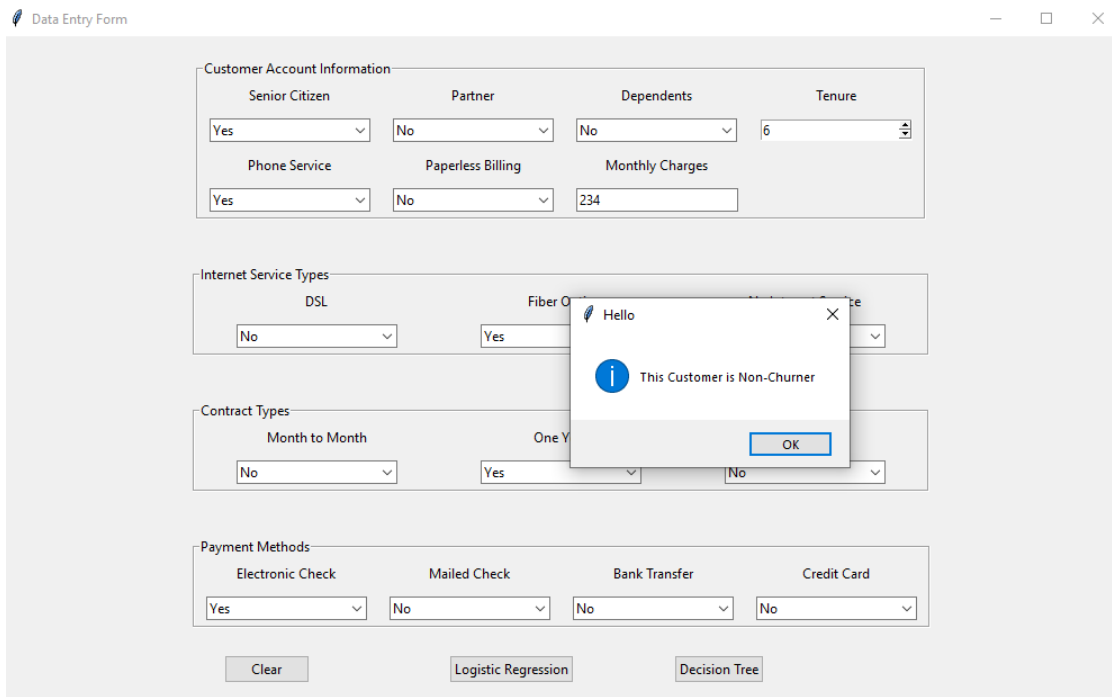 Data Entry Form
Customer Account Information
Senior Citizen Partner Dependents Tenure
Yes No No 6
Phone Service Paperless Billing Monthly Charges
Yes No 234
Internet Service Types
DSL Fiber
No Yes
Hello
This Customer is Non-Churner
OK
Contract Types
Month to Month One
No Yes No
Payment Methods
Electronic Check Mailed Check Bank Transfer Credit Card
Yes No No No
Clear Logistic Regression Decision Tree